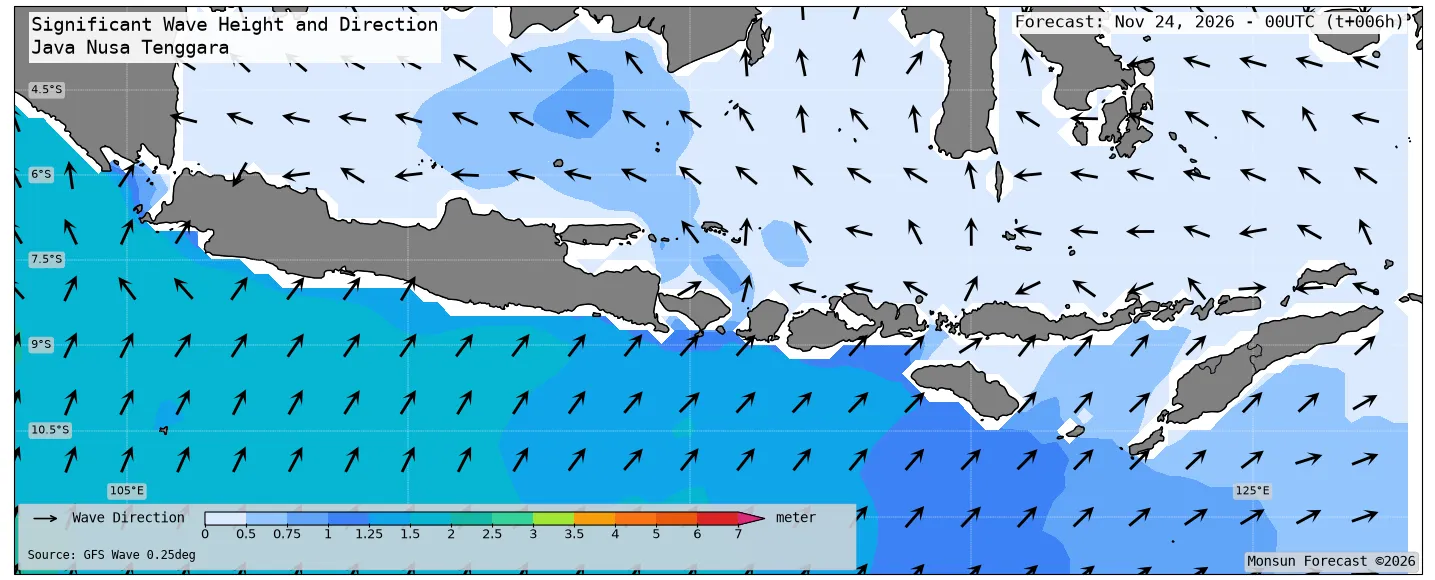 Significant Wave Height and Direction
Java Nusa Tenggara
Forecast: Nov 24, 2026 - 00UTC (t+006h)
4.5°S
6°S
7.5°S
9°S
10.5°S
105°E
125°E
Wave Direction
0 0.5 0.75 1 1.25 1.5 2 2.5 3 3.5 4 5 6 7
meter
Source: GFS Wave 0.25deg
Monsun Forecast ©2026